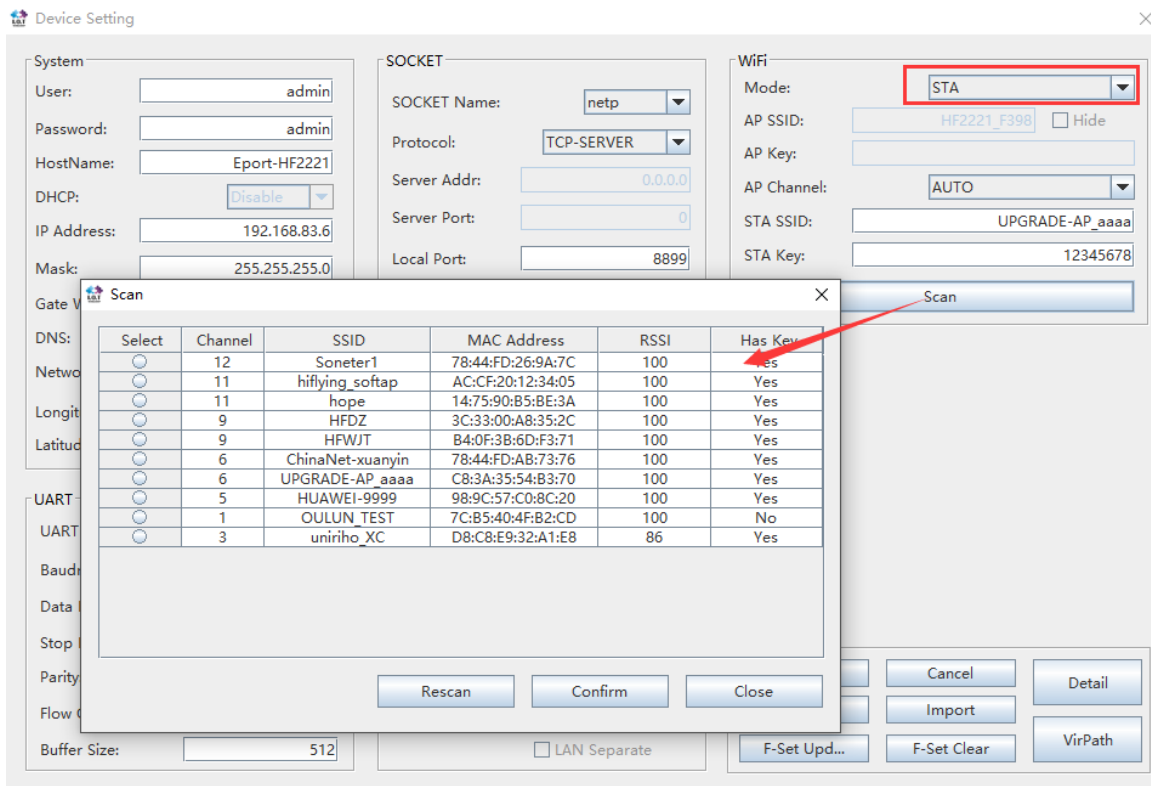 Device Setting
System
User: admin
Password: admin
HostName: Eport-HF2221
DHCP: Disable
IP Address: 192.168.83.6
Mask: 255.255.255.0
Gate
DNS:
UART
UART
Data
Stop
Parity
Flow
Buffer Size: 512
SOCKET
SOCKET Name: netp
Protocol: TCP-SERVER
Server Addr: 0.0.0.0
Server Port: 0
Local Port: 8899
LAN Separate
WiFi
Mode: STA
AP SSID: HF2221_F398 Hide
AP Key:
AP Channel: AUTO
STA SSID: UPGRADE-AP_aaaa
STA Key: 12345678
Scan
Scan
Select Channel SSID MAC Address RSSI Has Key
12 Soneter1 78:44:FD:26:9A:7C 100 Yes
11 hiflying_softap AC:CF:20:12:34:05 100 Yes
11 hope 14:75:90:B5:BE:3A 100 Yes
9 HFDZ 3C:33:00:A8:35:2C 100 Yes
9 HFWJT B4:0F:3B:6D:F3:71 100 Yes
6 ChinaNet-xuanyin 78:44:FD:AB:73:76 100 Yes
6 UPGRADE-AP_aaaa C8:3A:35:54:B3:70 100 Yes
5 HUAWEI-9999 98:9C:57:C0:8C:20 100 Yes
1 OULUN_TEST 7C:B5:40:4F:B2:CD 100 No
3 uniriho_XC D8:C8:E9:32:A1:E8 86 Yes
Rescan Confirm Close
Cancel Detail
Import
F-Set Upd... F-Set Clear VirPath